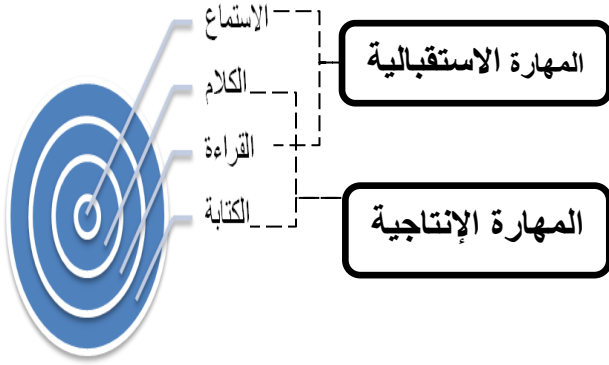 الاستماع
الكلام
القراءة
الكتابة
المهارة الاستقبالية
المهارة الإنتاجية